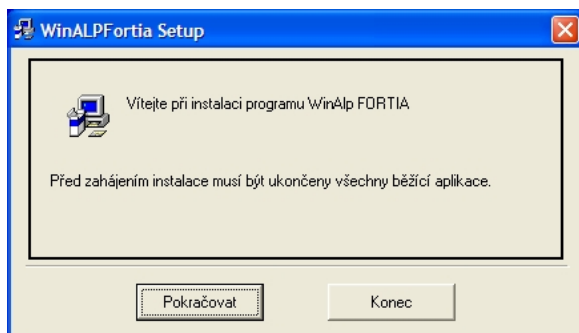 WinALPFortia Setup
Vítejte při instalaci programu WinAlp FORTIA
Před zahájením instalace musí být ukončeny všechny běžící aplikace.
Pokračovat
Konec